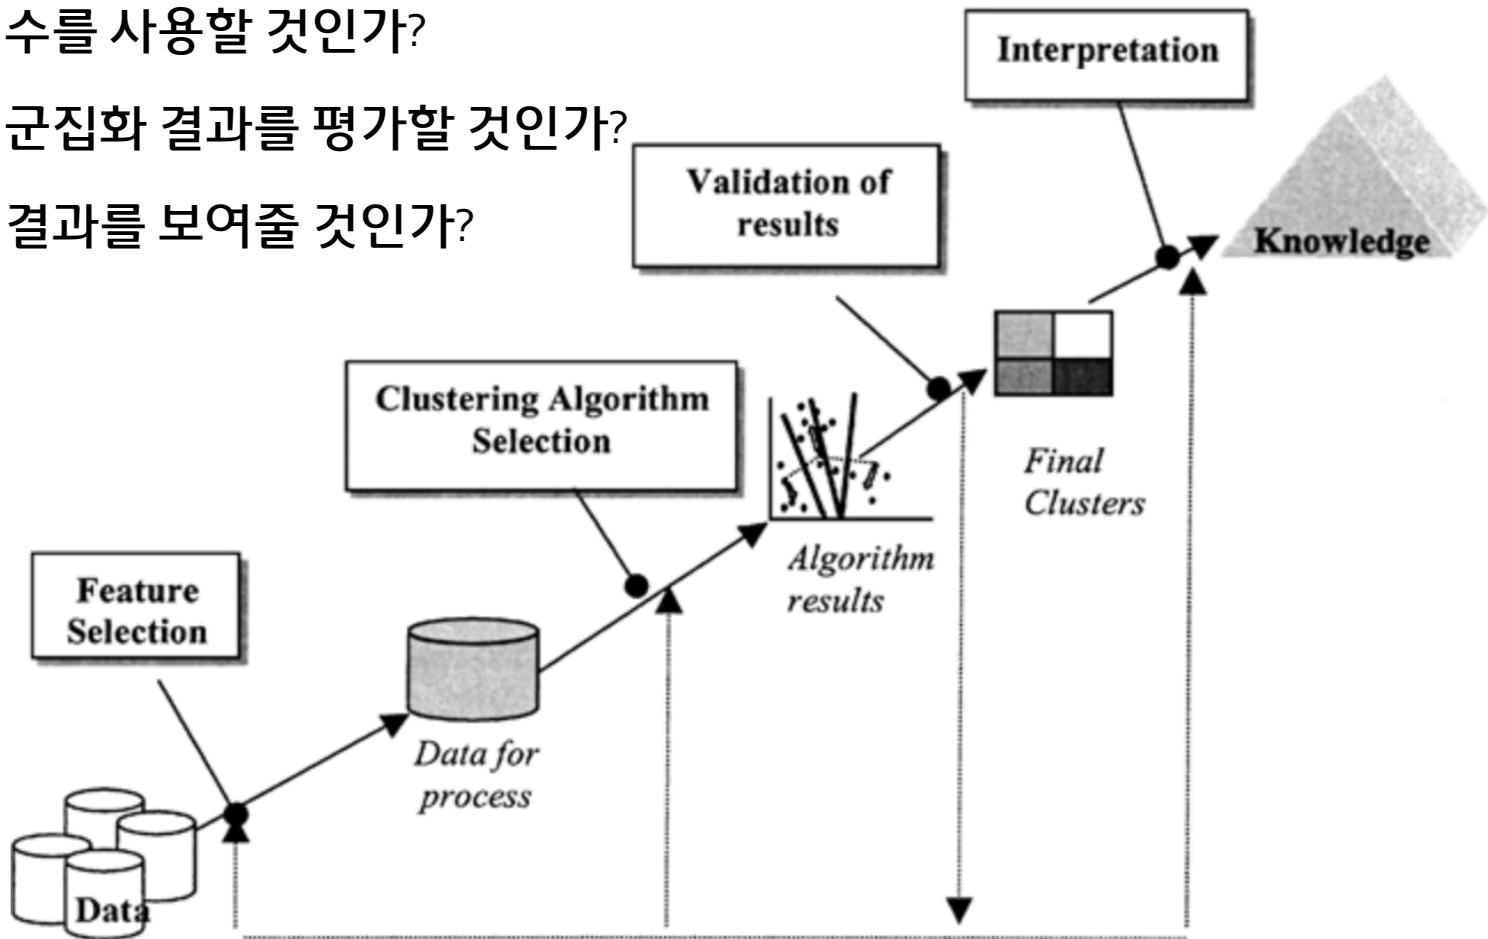 수를 사용할 것인가?
군집화 결과를 평가할 것인가?
결과를 보여줄 것인가?
Interpretation
Validation of
results
Knowledge
Clustering Algorithm
Selection
Final
Clusters
Algorithm
results
Feature
Selection
Data for
process
Data